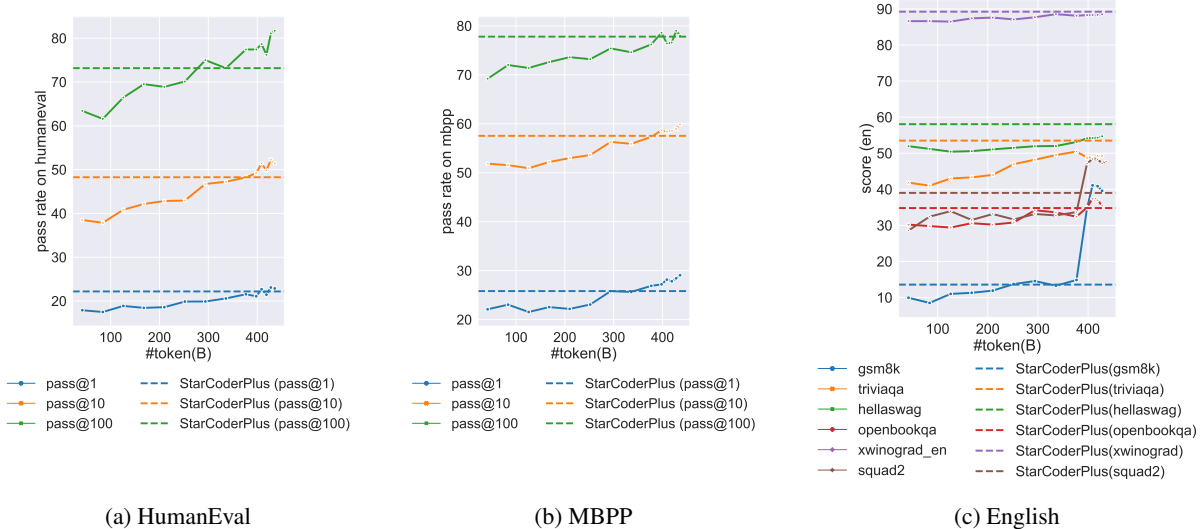 80
70
60
50
40
30
20
pass rate on humaneval
100 200 300 400
#token(B)
pass@1
pass@10
pass@100
StarCoderPlus (pass@1)
StarCoderPlus (pass@10)
StarCoderPlus (pass@100)
(a) HumanEval
80
70
60
50
40
30
20
pass rate on mbpp
100 200 300 400
#token(B)
pass@1
pass@10
pass@100
StarCoderPlus (pass@1)
StarCoderPlus (pass@10)
StarCoderPlus (pass@100)
(b) MBPP
90
80
70
60
50
40
30
20
10
score (en)
100 200 300 400
#token(B)
gsm8k
triviaqa
hellaswag
openbookqa
xwinograd_en
squad2
StarCoderPlus(gsm8k)
StarCoderPlus(triviaqa)
StarCoderPlus(hellaswag)
StarCoderPlus(openbookqa)
StarCoderPlus(xwinograd)
StarCoderPlus(squad2)
(c) English